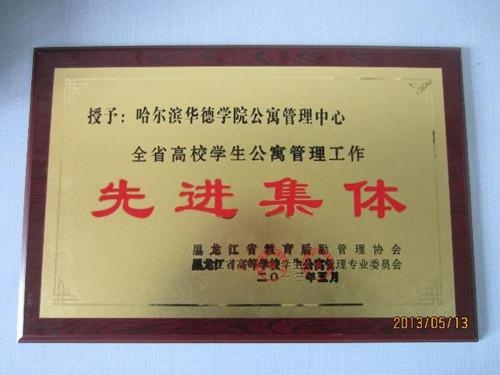 授予：哈尔滨华德学院公寓管理中心
全省高校学生公寓管理工作
先进集体
黑龙江省教育后勤管理协会
黑龙江省高等学校学生公寓管理专业委员会
二〇一三年五月
2013/05/13